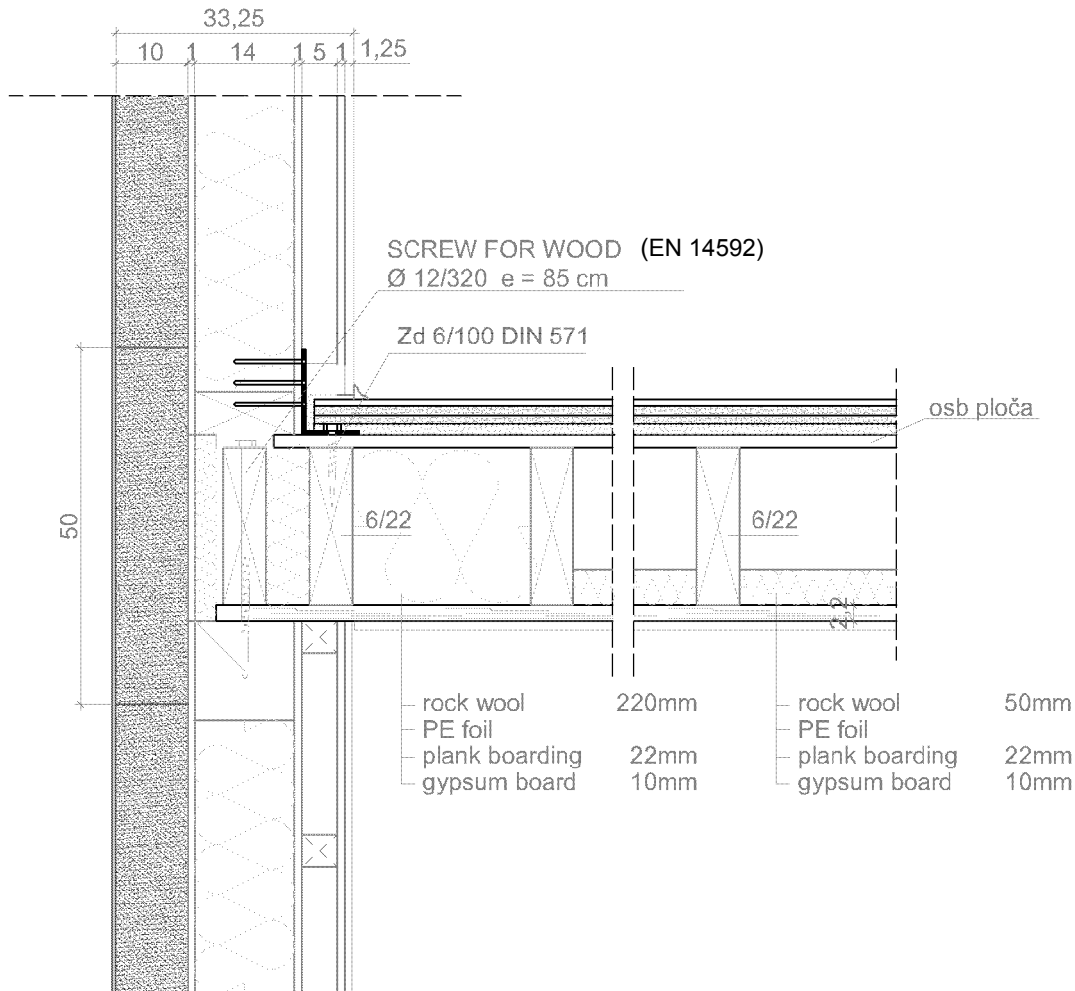 33,25
10 1 14 1 5 1 1,25
SCREW FOR WOOD (EN 14592)
Ø 12/320 e = 85 cm
Zd 6/100 DIN 571
osb ploča
50
6/22
6/22
2,2
rock wool 220mm
PE foil
plank boarding 22mm
gypsum board 10mm
rock wool 50mm
PE foil
plank boarding 22mm
gypsum board 10mm